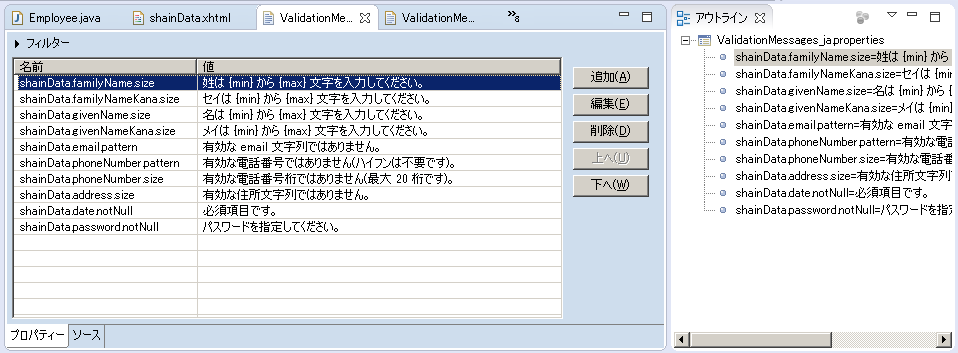 Employee.java
shainData.xhtml
ValidationMes...
ValidationMe...
8
フィルター
名前 値
shainData.familyName.size 姓は {min} から {max} 文字を入力してください。
shainData.familyNameKana.size セイは {min} から {max} 文字を入力してください。
shainData.givenName.size 名は {min} から {max} 文字を入力してください。
shainData.givenNameKana.size メイは {min} から {max} 文字を入力してください。
shainData.email.pattern 有効な email 文字列ではありません。
shainData.phoneNumber.pattern 有効な電話番号ではありません(ハイフンは不要です)。
shainData.phoneNumber.size 有効な電話番号桁ではありません(最大 20 桁です)。
shainData.address.size 有効な住所文字列ではありません。
shainData.date.notNull 必須項目です。
shainData.password.notNull パスワードを指定してください。
追加(A)
編集(E)
削除(D)
上へ(U)
下へ(W)
プロパティー
ソース
アウトライン
ValidationMessages_ja.properties
shainData.familyName.size=姓は {min} から
shainData.familyNameKana.size=セイは {min
shainData.givenName.size=名は {min} から {
shainData.givenNameKana.size=メイは {min}
shainData.email.pattern=有効な email 文字
shainData.phoneNumber.pattern=有効な電
shainData.phoneNumber.size=有効な電話番
shainData.address.size=有効な住所文字列
shainData.date.notNull=必須項目です。
shainData.password.notNull=パスワードを指定